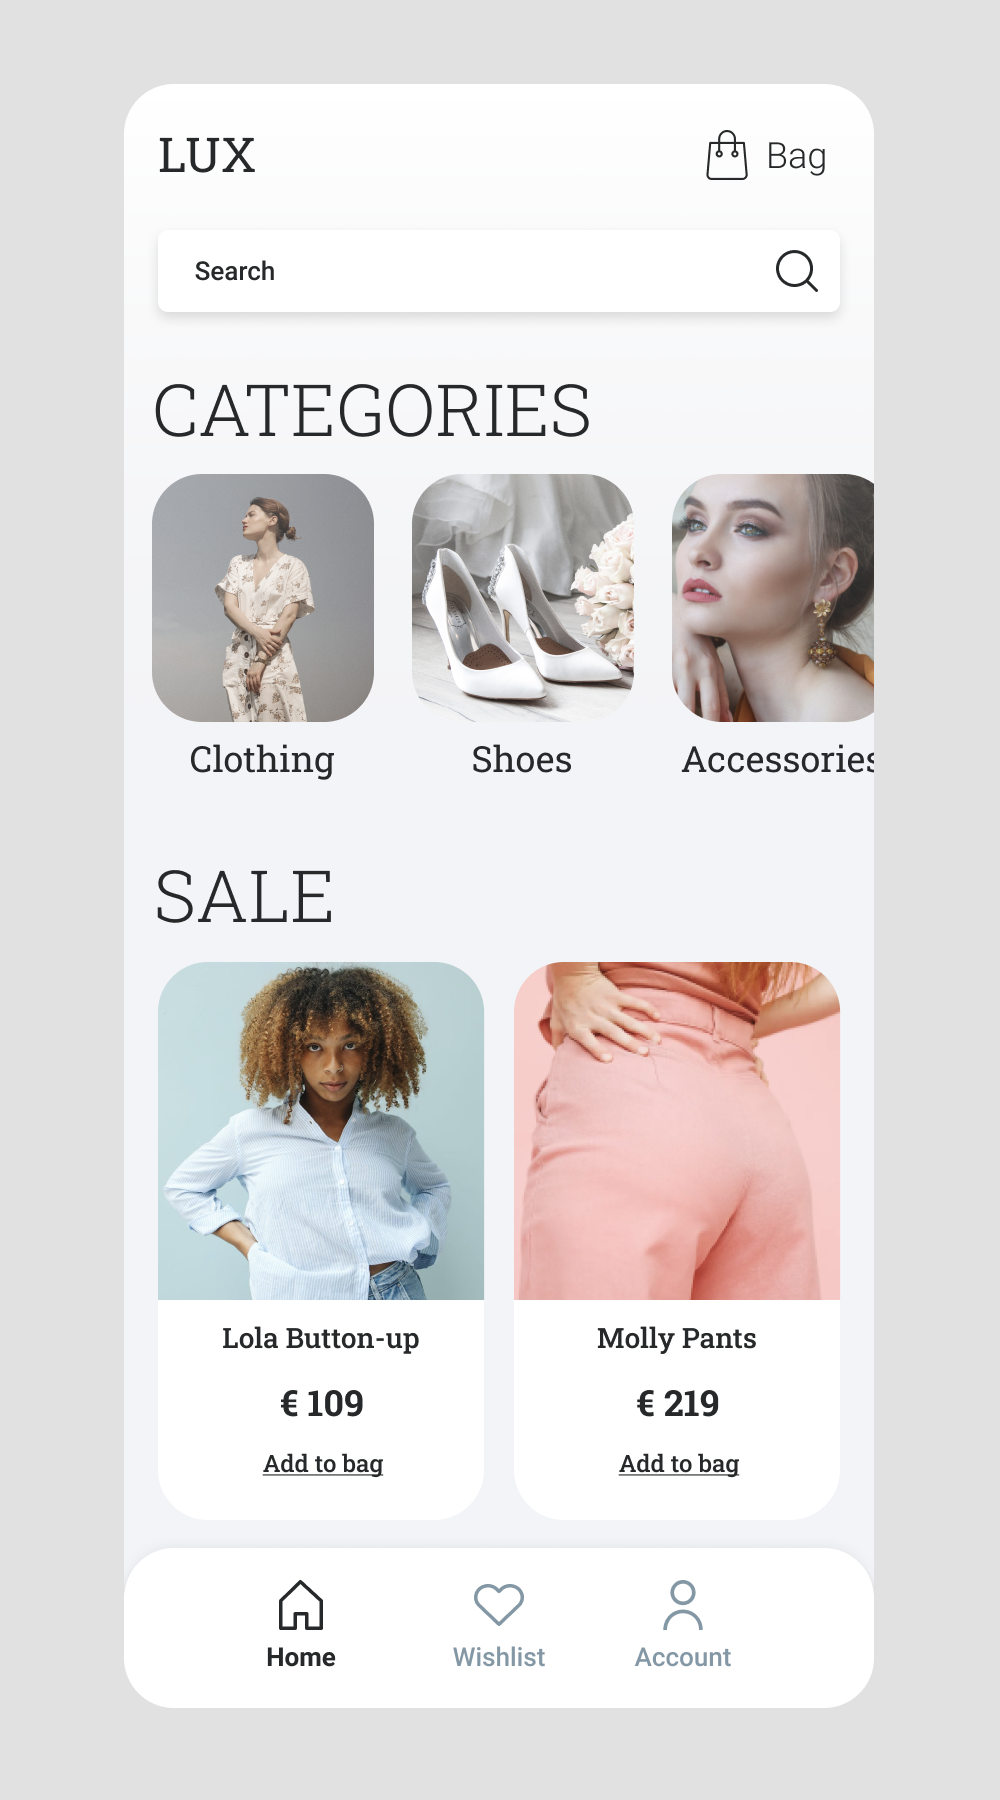 LUX
Bag
Search
CATEGORIES
Clothing
Shoes
Accessories
SALE
Lola Button-up
€ 109
Add to bag
Molly Pants
€ 219
Add to bag
Home
Wishlist
Account